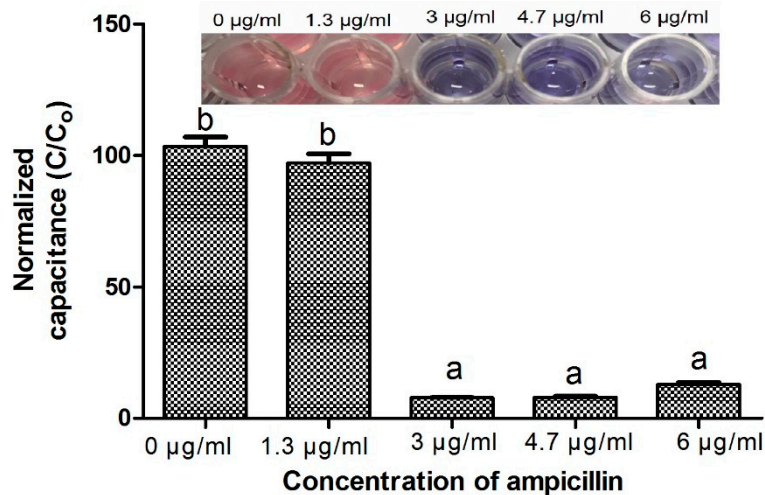 0 µg/ml 1.3 µg/ml 3 µg/ml 4.7 µg/ml 6 µg/ml
150
100
50
0
Normalized
capacitance (C/Co)
b b a a a
0 µg/ml 1.3 µg/ml 3 µg/ml 4.7 µg/ml 6 µg/ml
Concentration of ampicillin